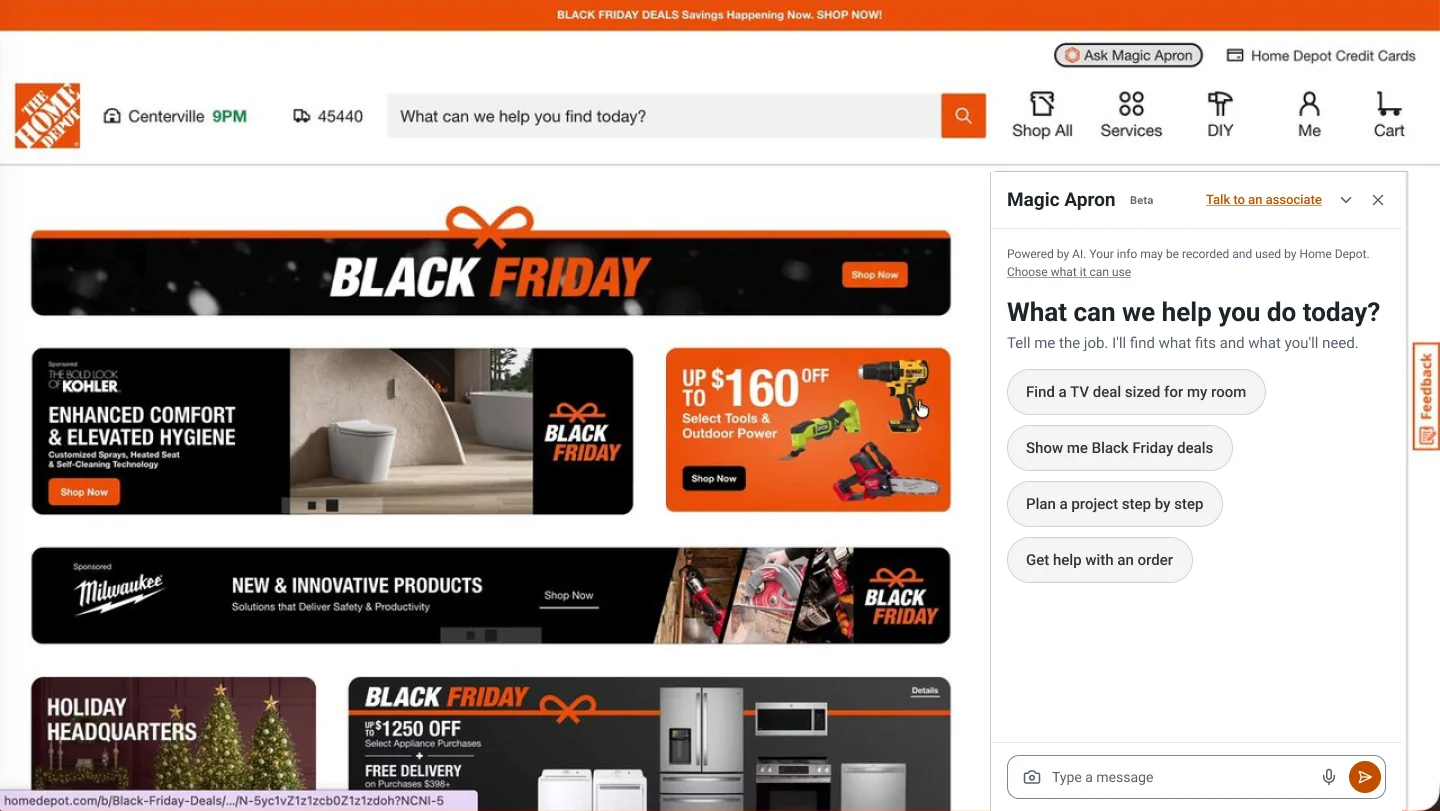 BLACK FRIDAY DEALS Savings Happening Now. SHOP NOW!
Ask Magic Apron
Home Depot Credit Cards
THE HOME DEPOT
Centerville 9PM
45440
What can we help you find today?
Shop All
Services
DIY
Me
Cart
BLACK FRIDAY
Shop Now
Sponsored
THE BOLD LOOK
OF KOHLER
ENHANCED COMFORT
& ELEVATED HYGIENE
Customized Sprays, Heated Seat
& Self-Cleaning Technology
Shop Now
BLACK
FRIDAY
UP TO $160 OFF
Select Tools &
Outdoor Power
Shop Now
Sponsored
Milwaukee
NEW & INNOVATIVE PRODUCTS
Solutions that Deliver Safety & Productivity
Shop Now
BLACK
FRIDAY
HOLIDAY
HEADQUARTERS
BLACK FRIDAY
Details
UP TO $1250 OFF
Select Appliance Purchases
+
FREE DELIVERY
on Purchases $398+
homedepot.com/b/Black-Friday-Deals/.../N-5yc1vZ1z1zcb0Z1z1zdoh?NCNI-5
Magic Apron Beta
Talk to an associate
Powered by AI. Your info may be recorded and used by Home Depot.
Choose what it can use
What can we help you do today?
Tell me the job. I'll find what fits and what you'll need.
Find a TV deal sized for my room
Show me Black Friday deals
Plan a project step by step
Get help with an order
Type a message
Feedback